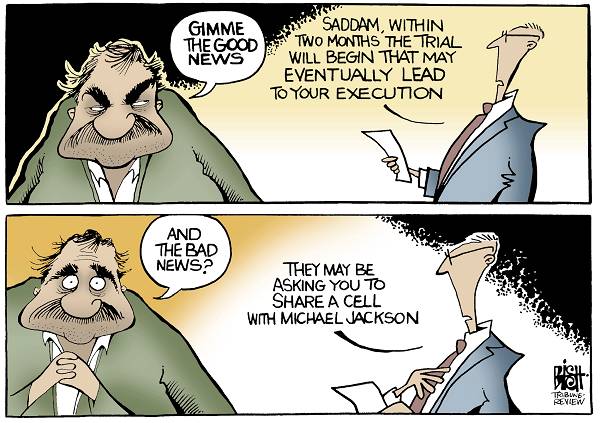 GIMME
THE GOOD
NEWS
SADDAM, WITHIN
TWO MONTHS THE TRIAL
WILL BEGIN THAT MAY
EVENTUALLY LEAD
TO YOUR EXECUTION
AND
THE BAD
NEWS?
THEY MAY BE
ASKING YOU TO
SHARE A CELL
WITH MICHAEL JACKSON
BISH.
TRIBUNE-
REVIEW